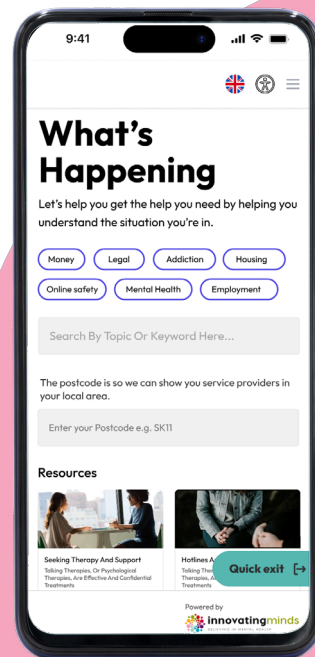 9:41
What's
Happening
Let's help you get the help you need by helping you
understand the situation you're in.
Money Legal Addiction Housing
Online safety Mental Health Employment
Search By Topic Or Keyword Here...
The postcode is so we can show you service providers in
your local area.
Enter your Postcode e.g. SK11
Resources
Seeking Therapy And Support
Talking Therapies, Or Psychological
Therapies, Are Effective And Confidential
Treatments
Hotlines A
Talking Ther
Therapies, A
Treatments
Quick exit
Powered by
innovatingminds